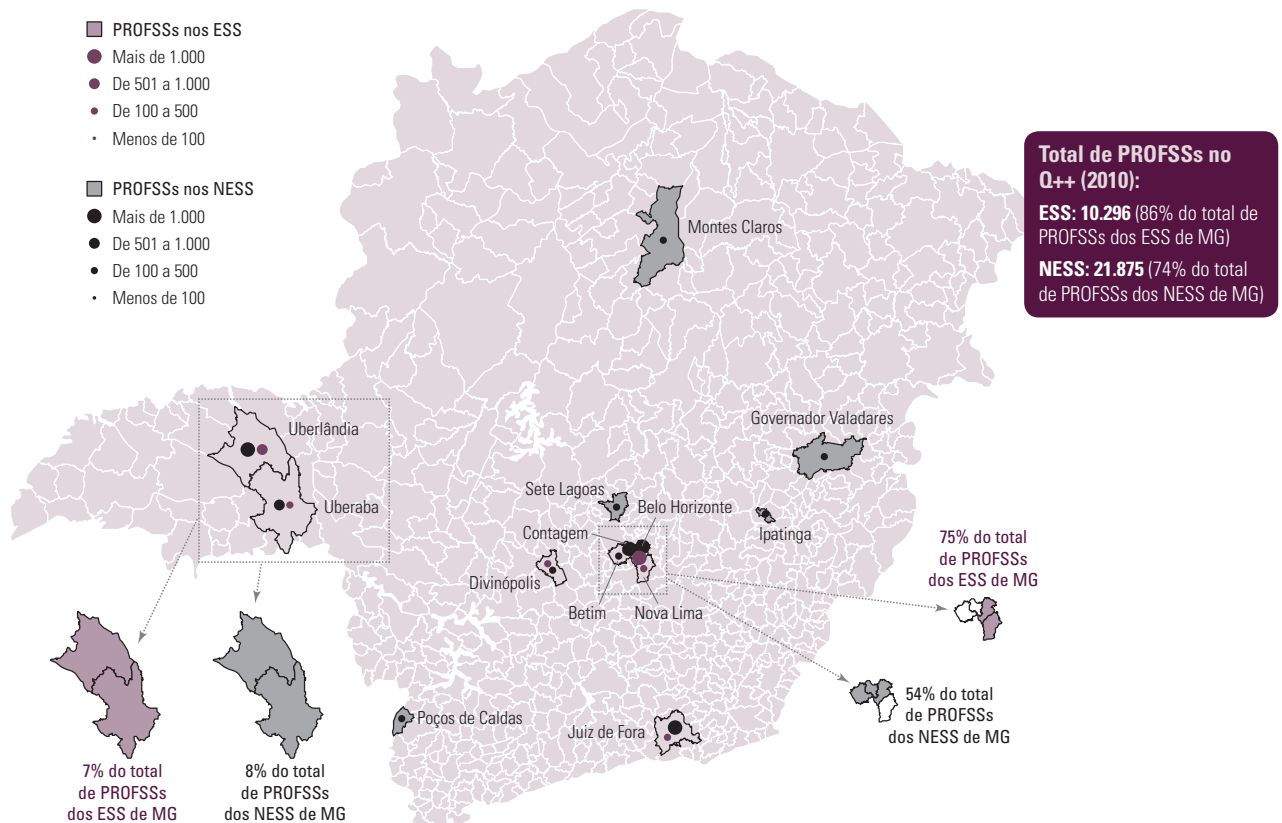 PROFSSs nos ESS
Mais de 1.000
De 501 a 1.000
De 100 a 500
Menos de 100
PROFSSs nos NESS
Mais de 1.000
De 501 a 1.000
De 100 a 500
Menos de 100
Total de PROFSSs no
Q++ (2010):
ESS: 10.296 (86% do total de
PROFSSs dos ESS de MG)
NESS: 21.875 (74% do total
de PROFSSs dos NESS de MG)
Montes Claros
Governador Valadares
Uberlândia
Uberaba
Sete Lagoas
Belo Horizonte
Contagem
Ipatinga
Divinópolis
Betim
Nova Lima
Poços de Caldas
Juiz de Fora
75% do total
de PROFSSs
dos ESS de MG
54% do total
de PROFSSs
dos NESS de MG
7% do total
de PROFSSs
dos ESS de MG
8% do total
de PROFSSs
dos NESS de MG